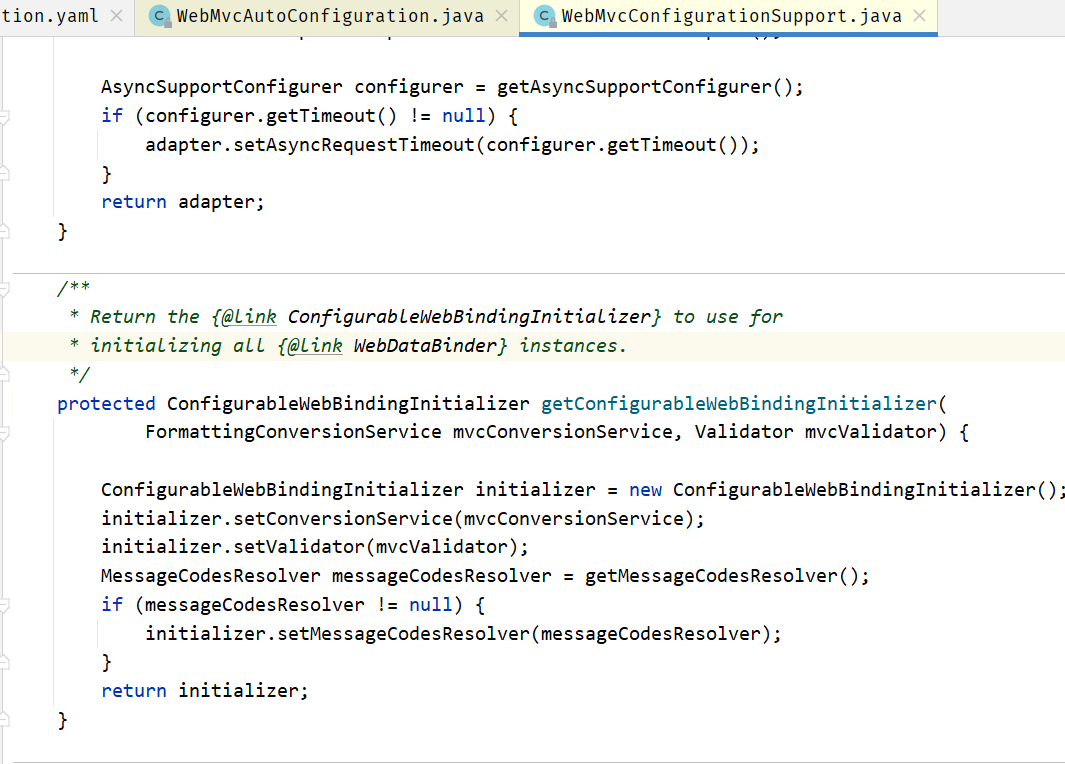 tion.yaml WebMvcAutoConfiguration.java WebMvcConfigurationSupport.java
AsyncSupportConfigurer configurer = getAsyncSupportConfigurer();
if (configurer.getTimeout() != null) {
adapter.setAsyncRequestTimeout(configurer.getTimeout());
}
return adapter;
}
/**
* Return the {@link ConfigurableWebBindingInitializer} to use for
* initializing all {@link WebDataBinder} instances.
*/
protected ConfigurableWebBindingInitializer getConfigurableWebBindingInitializer(
FormattingConversionService mvcConversionService, Validator mvcValidator) {
ConfigurableWebBindingInitializer initializer = new ConfigurableWebBindingInitializer();
initializer.setConversionService(mvcConversionService);
initializer.setValidator(mvcValidator);
MessageCodesResolver messageCodesResolver = getMessageCodesResolver();
if (messageCodesResolver != null) {
initializer.setMessageCodesResolver(messageCodesResolver);
}
return initializer;
}